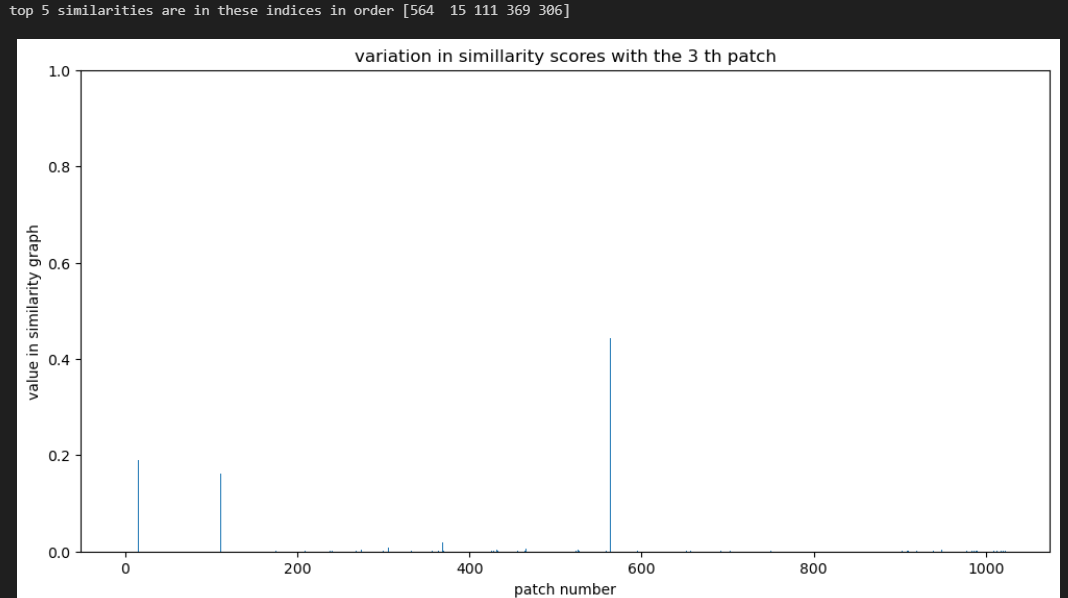 top 5 similarities are in these indices in order [564  15 111 369 306]
variation in simillarity scores with the 3 th patch
1.0
0.8
0.6
0.4
0.2
0.0
value in similarity graph
0 200 400 600 800 1000
patch number